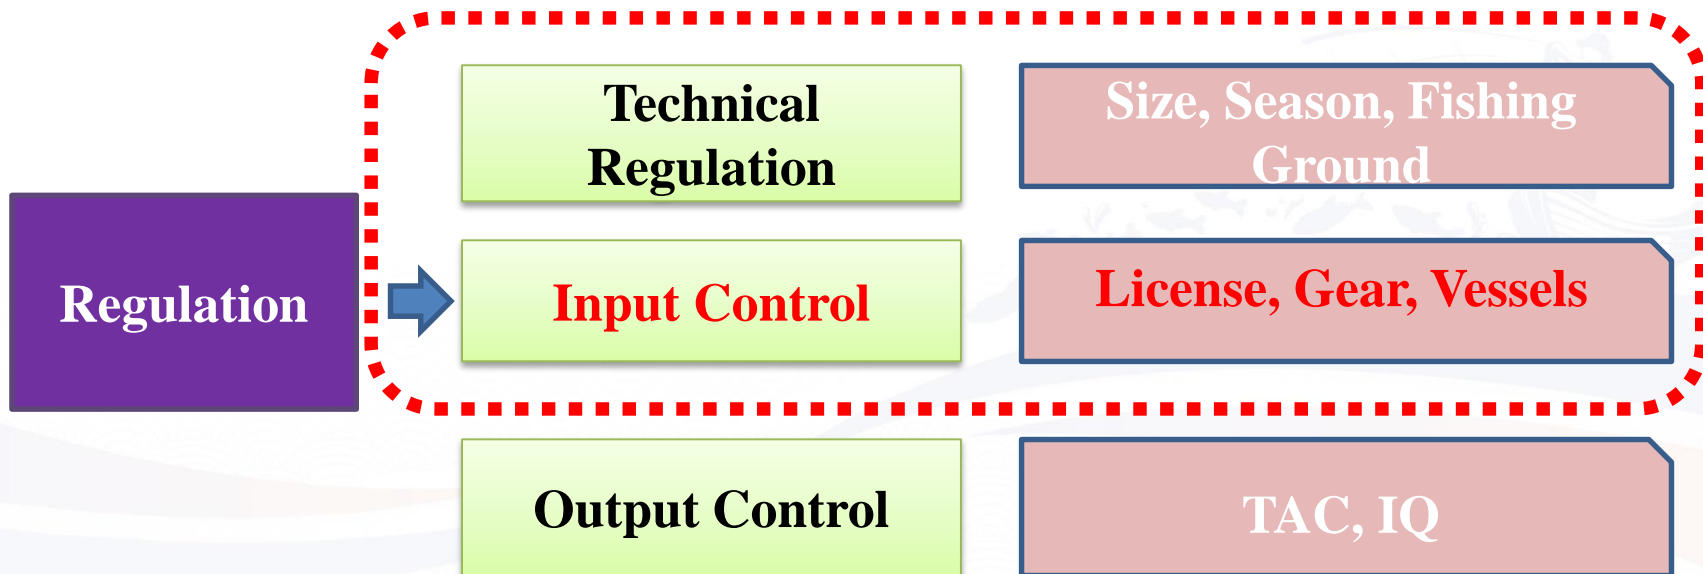 Technical
Regulation
Size, Season, Fishing
Ground
Regulation
Input Control
License, Gear, Vessels
Output Control
TAC, IQ